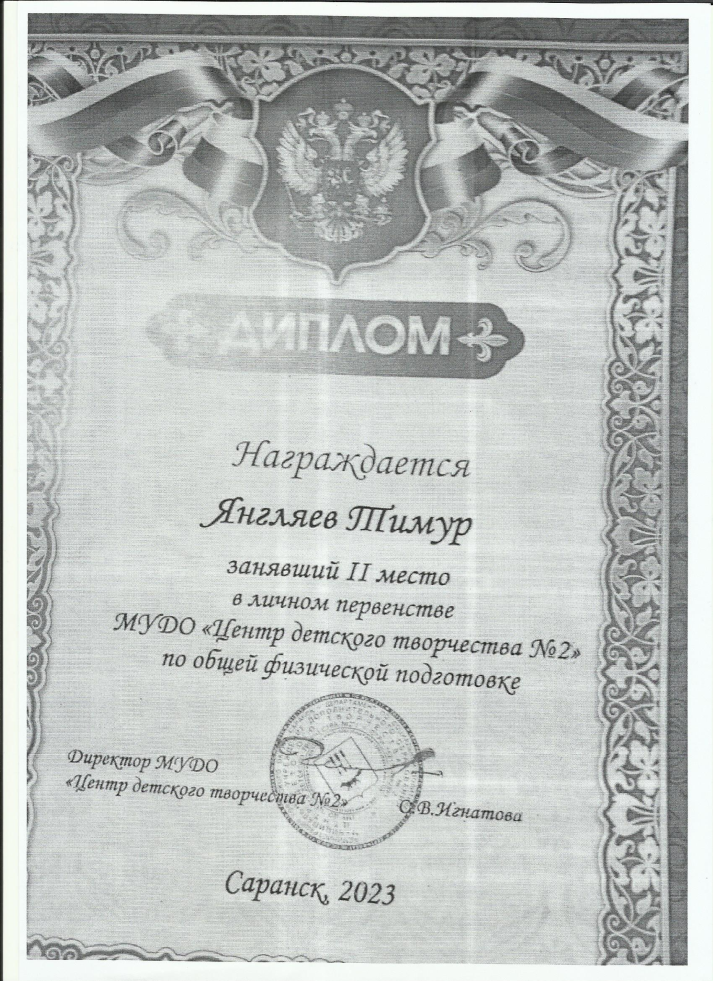 ДИПЛОМ
Награждается
Янгляев Тимур
занявший II место
в личном первенстве
МУДО «Центр детского творчества №2»
по общей физической подготовке
Директор МУДО
«Центр детского творчества №2»
С.В.Игнатова
Саранск, 2023